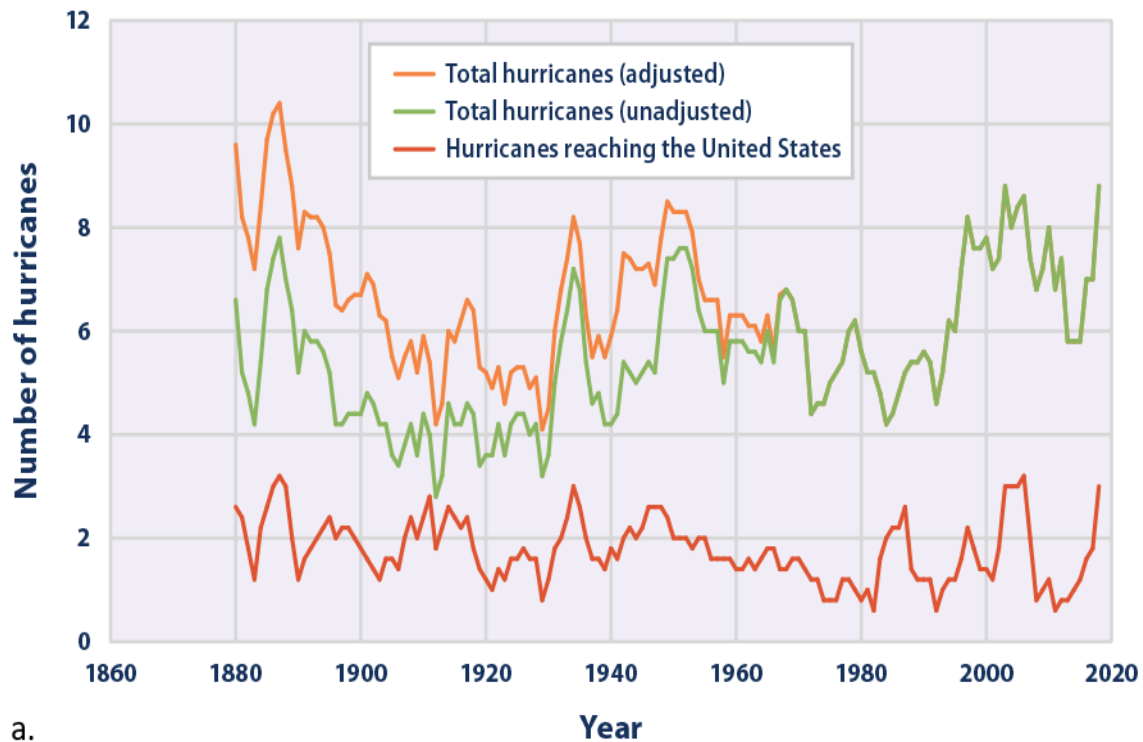 12
Total hurricanes (adjusted)
Total hurricanes (unadjusted)
Hurricanes reaching the United States
10
8
6
4
2
0
Number of hurricanes
1860 1880 1900 1920 1940 1960 1980 2000 2020
a.
Year